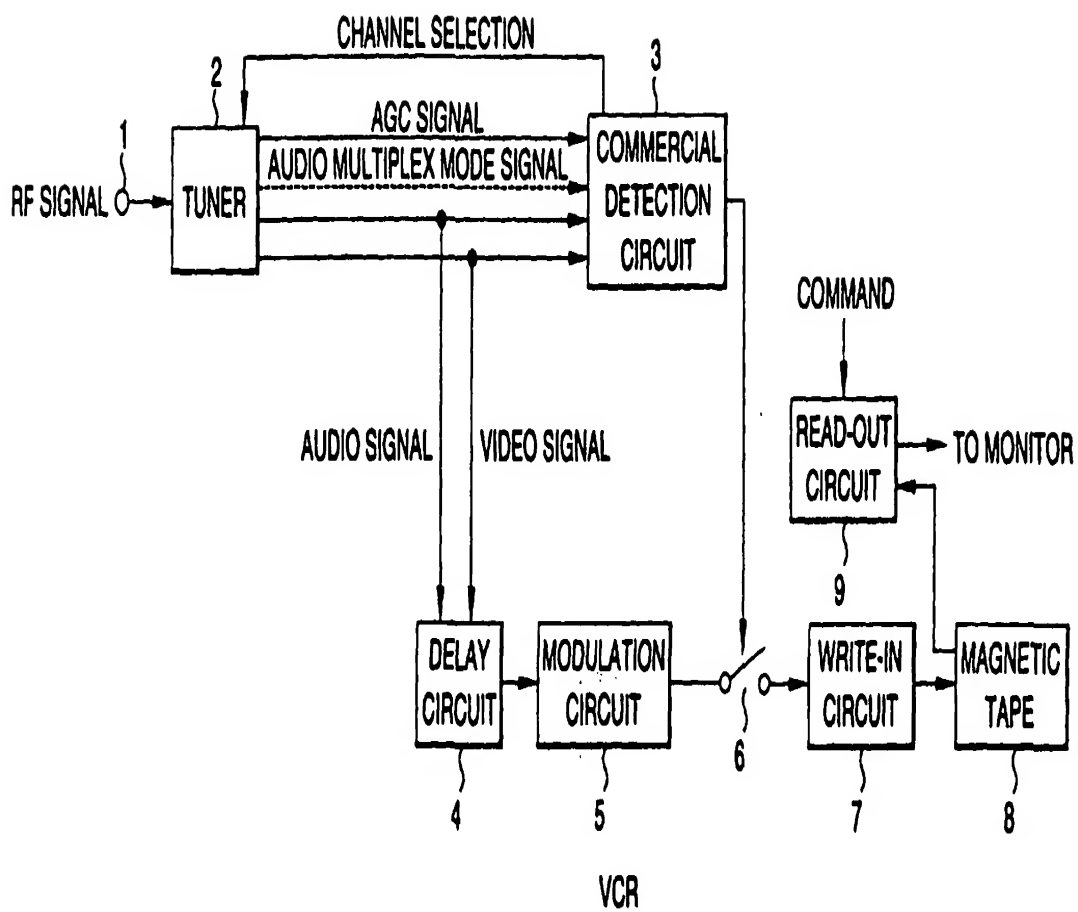 CHANNEL SELECTION
2
3
1
AGC SIGNAL
AUDIO MULTIPLEX MODE SIGNAL
RF SIGNAL
TUNER
COMMERCIAL
DETECTION
CIRCUIT
COMMAND
AUDIO SIGNAL
VIDEO SIGNAL
READ-OUT
CIRCUIT
TO MONITOR
9
DELAY
CIRCUIT
MODULATION
CIRCUIT
WRITE-IN
CIRCUIT
MAGNETIC
TAPE
6
4
5
7
8
VCR